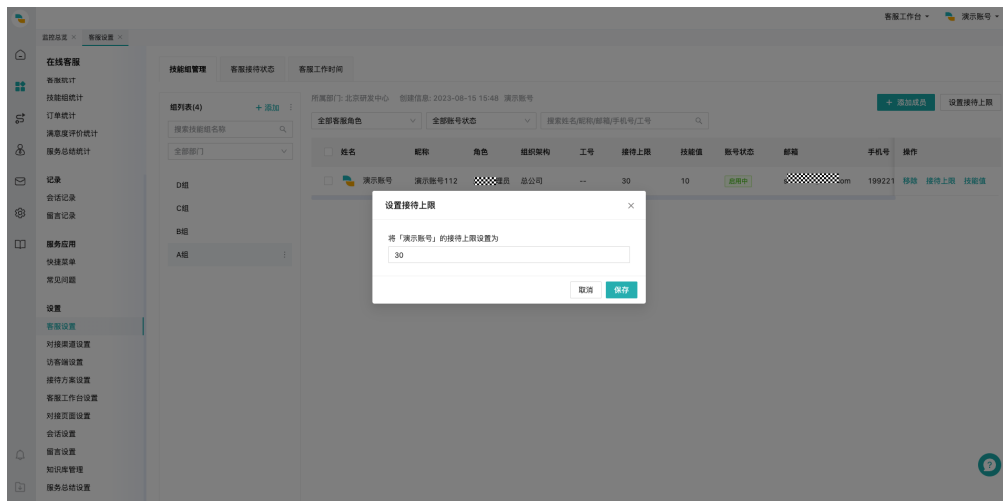 客服工作台
演示账号
监控总览 ×
客服设置 ×
在线客服
客服统计
技能组统计
订单统计
满意度评价统计
服务总结统计
记录
会话记录
留言记录
服务应用
快捷菜单
常见问题
设置
客服设置
对接渠道设置
访客端设置
接待方案设置
客服工作台设置
对接页面设置
会话设置
留言设置
知识库管理
服务总结设置
技能组管理
客服接待状态
客服工作时间
组列表(4)
+ 添加
搜索技能组名称
全部部门
D组
C组
B组
A组
所属部门: 北京研发中心 创建信息: 2023-08-15 15:48 演示账号
+ 添加成员
设置接待上限
全部客服角色
全部账号状态
搜索姓名/昵称/邮箱/手机号/工号
姓名 昵称 角色 组织架构 工号 接待上限 技能值 账号状态 邮箱 手机号 操作
演示账号 演示账号112 理员 总公司 -- 30 10 启用中 om 199221 移除 接待上限 技能值
设置接待上限 ×
将「演示账号」的接待上限设置为
30
取消 保存
?